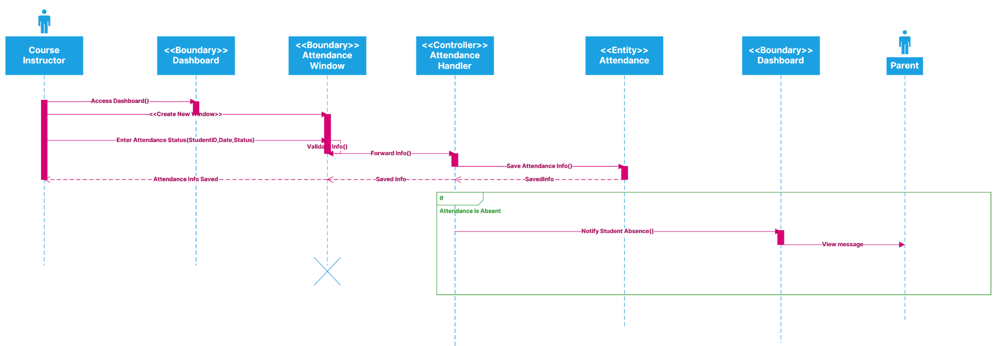 Course
Instructor
<<Boundary>>
Dashboard
<<Boundary>>
Attendance
Window
<<Controller>>
Attendance
Handler
<<Entity>>
Attendance
<<Boundary>>
Dashboard
Parent
Access Dashboard()
<<Create New Window>>
Enter Attendance Status(StudentID,Date,Status)
Validate Info()
Forward Info()
Save Attendance Info()
Attendance Info Saved
Saved Info
SavedInfo
if
Attendance is Absent
Notify Student Absence()
View message